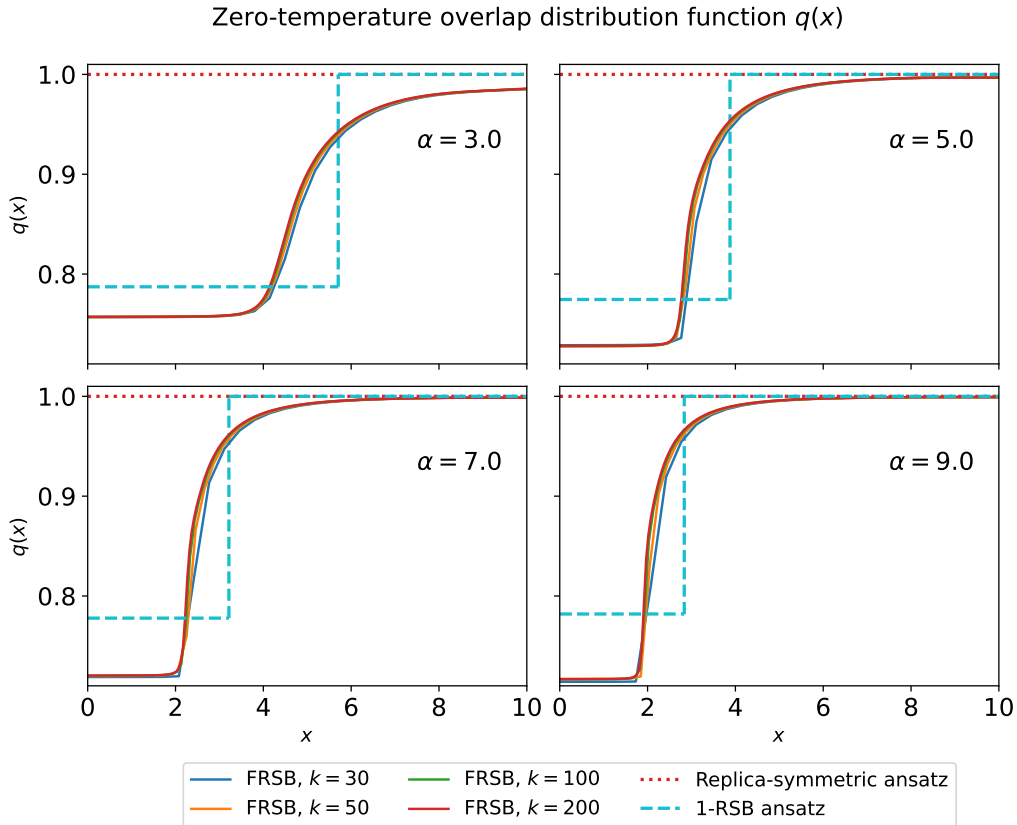 Zero-temperature overlap distribution function q(x)
1.0
0.9
0.8
q(x)
α = 3.0
α = 5.0
1.0
0.9
0.8
q(x)
α = 7.0
α = 9.0
0 2 4 6 8 10
0 2 4 6 8 10
x
x
FRSB, k = 30
FRSB, k = 50
FRSB, k = 100
FRSB, k = 200
Replica-symmetric ansatz
1-RSB ansatz